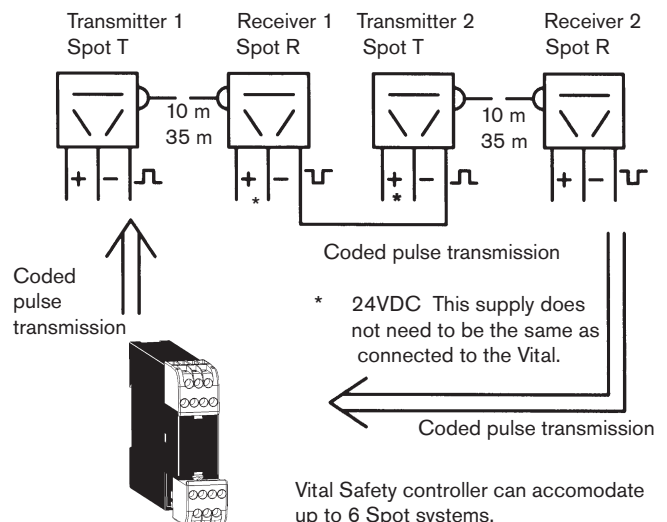 Transmitter 1 Receiver 1 Transmitter 2 Receiver 2
Spot T Spot R Spot T Spot R
10 m 10 m
35 m 35 m
+ − + − + − + −
* *
Coded pulse transmission
Coded
pulse
transmission
* 24VDC This supply does
not need to be the same as
connected to the Vital.
Coded pulse transmission
Vital Safety controller can accomodate
up to 6 Spot systems.